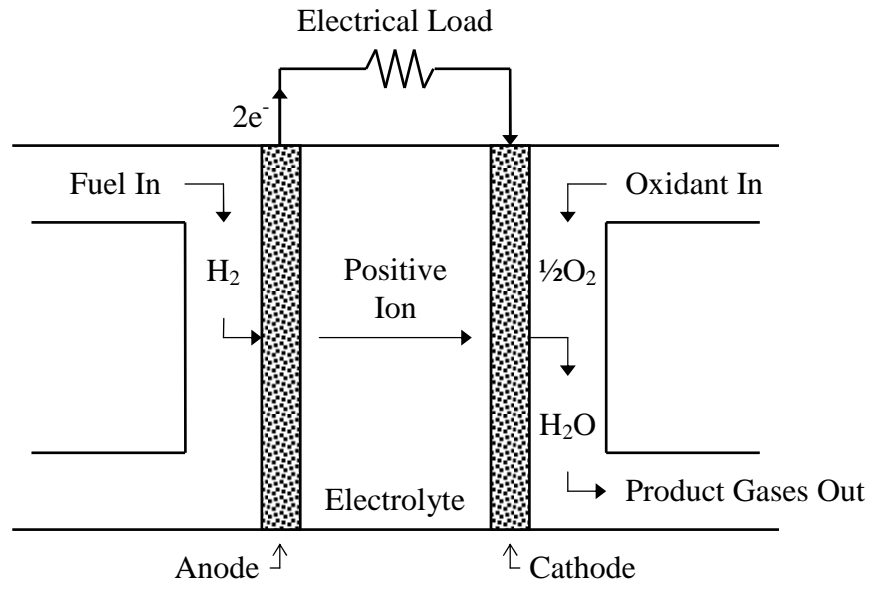 Electrical Load
2e⁻
Fuel In
Oxidant In
H₂
Positive
Ion
½O₂
H₂O
Electrolyte
Product Gases Out
Anode
Cathode